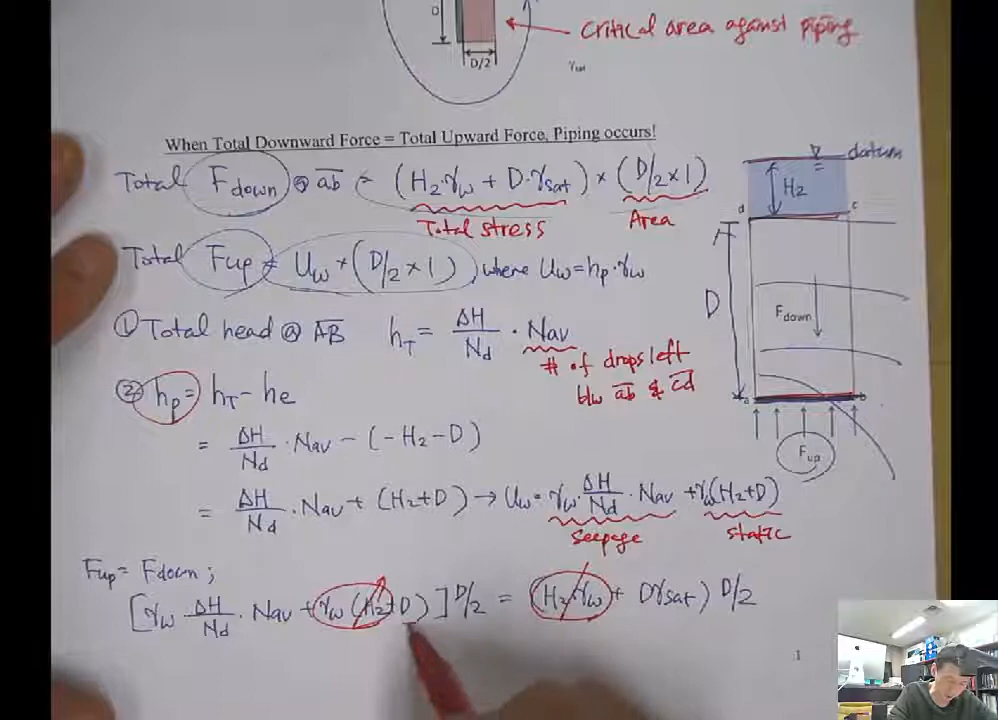 D
D/2
critical area against piping
γsat
When Total Downward Force = Total Upward Force, Piping occurs!
Total Fdown @ ab = (H2·γw + D·γsat) × (D/2 × 1)
Total stress
Area
Total Fup = Uw × (D/2 × 1), where Uw = hp·γw
① Total head @ AB hT = ΔH/Nd · Nav
# of drops left
btw ab & cd
② hp = hT - he
= ΔH/Nd · Nav - (-H2 - D)
= ΔH/Nd · Nav + (H2+D) → Uw = γw · ΔH/Nd · Nav + γw(H2+D)
seepage
static
Fup = Fdown ;
[γw ΔH/Nd · Nav + γw (H2+D)] D/2 = (H2γw + Dγsat) D/2
datum
H2
d
c
D
Fdown
a
b
Fup
1